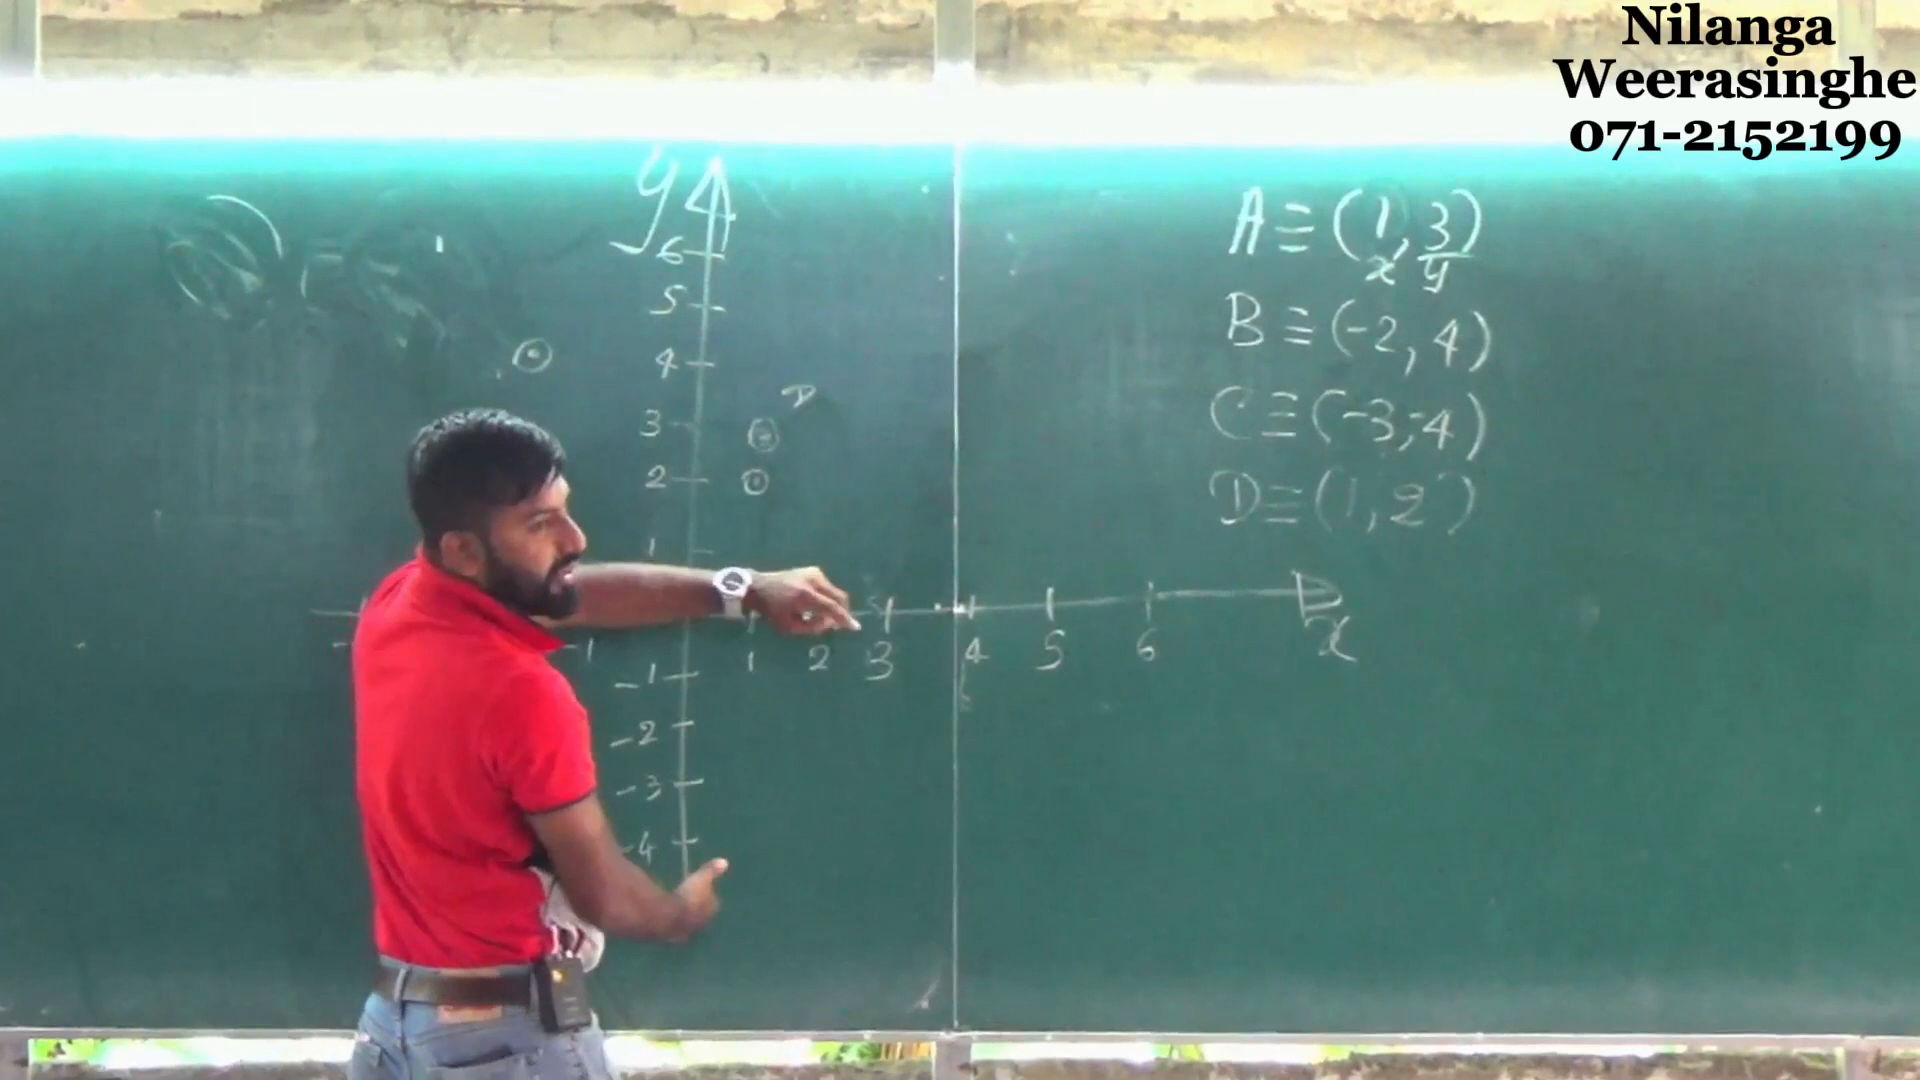 Nilanga
Weerasinghe
071-2152199
y
6
5
4
3
2
1
-1
-2
-3
-4
-1
1 2 3 4 5 6
x
D
A ≡ (1, 3)
x y
B ≡ (-2, 4)
C ≡ (-3, -4)
D ≡ (1, 2)